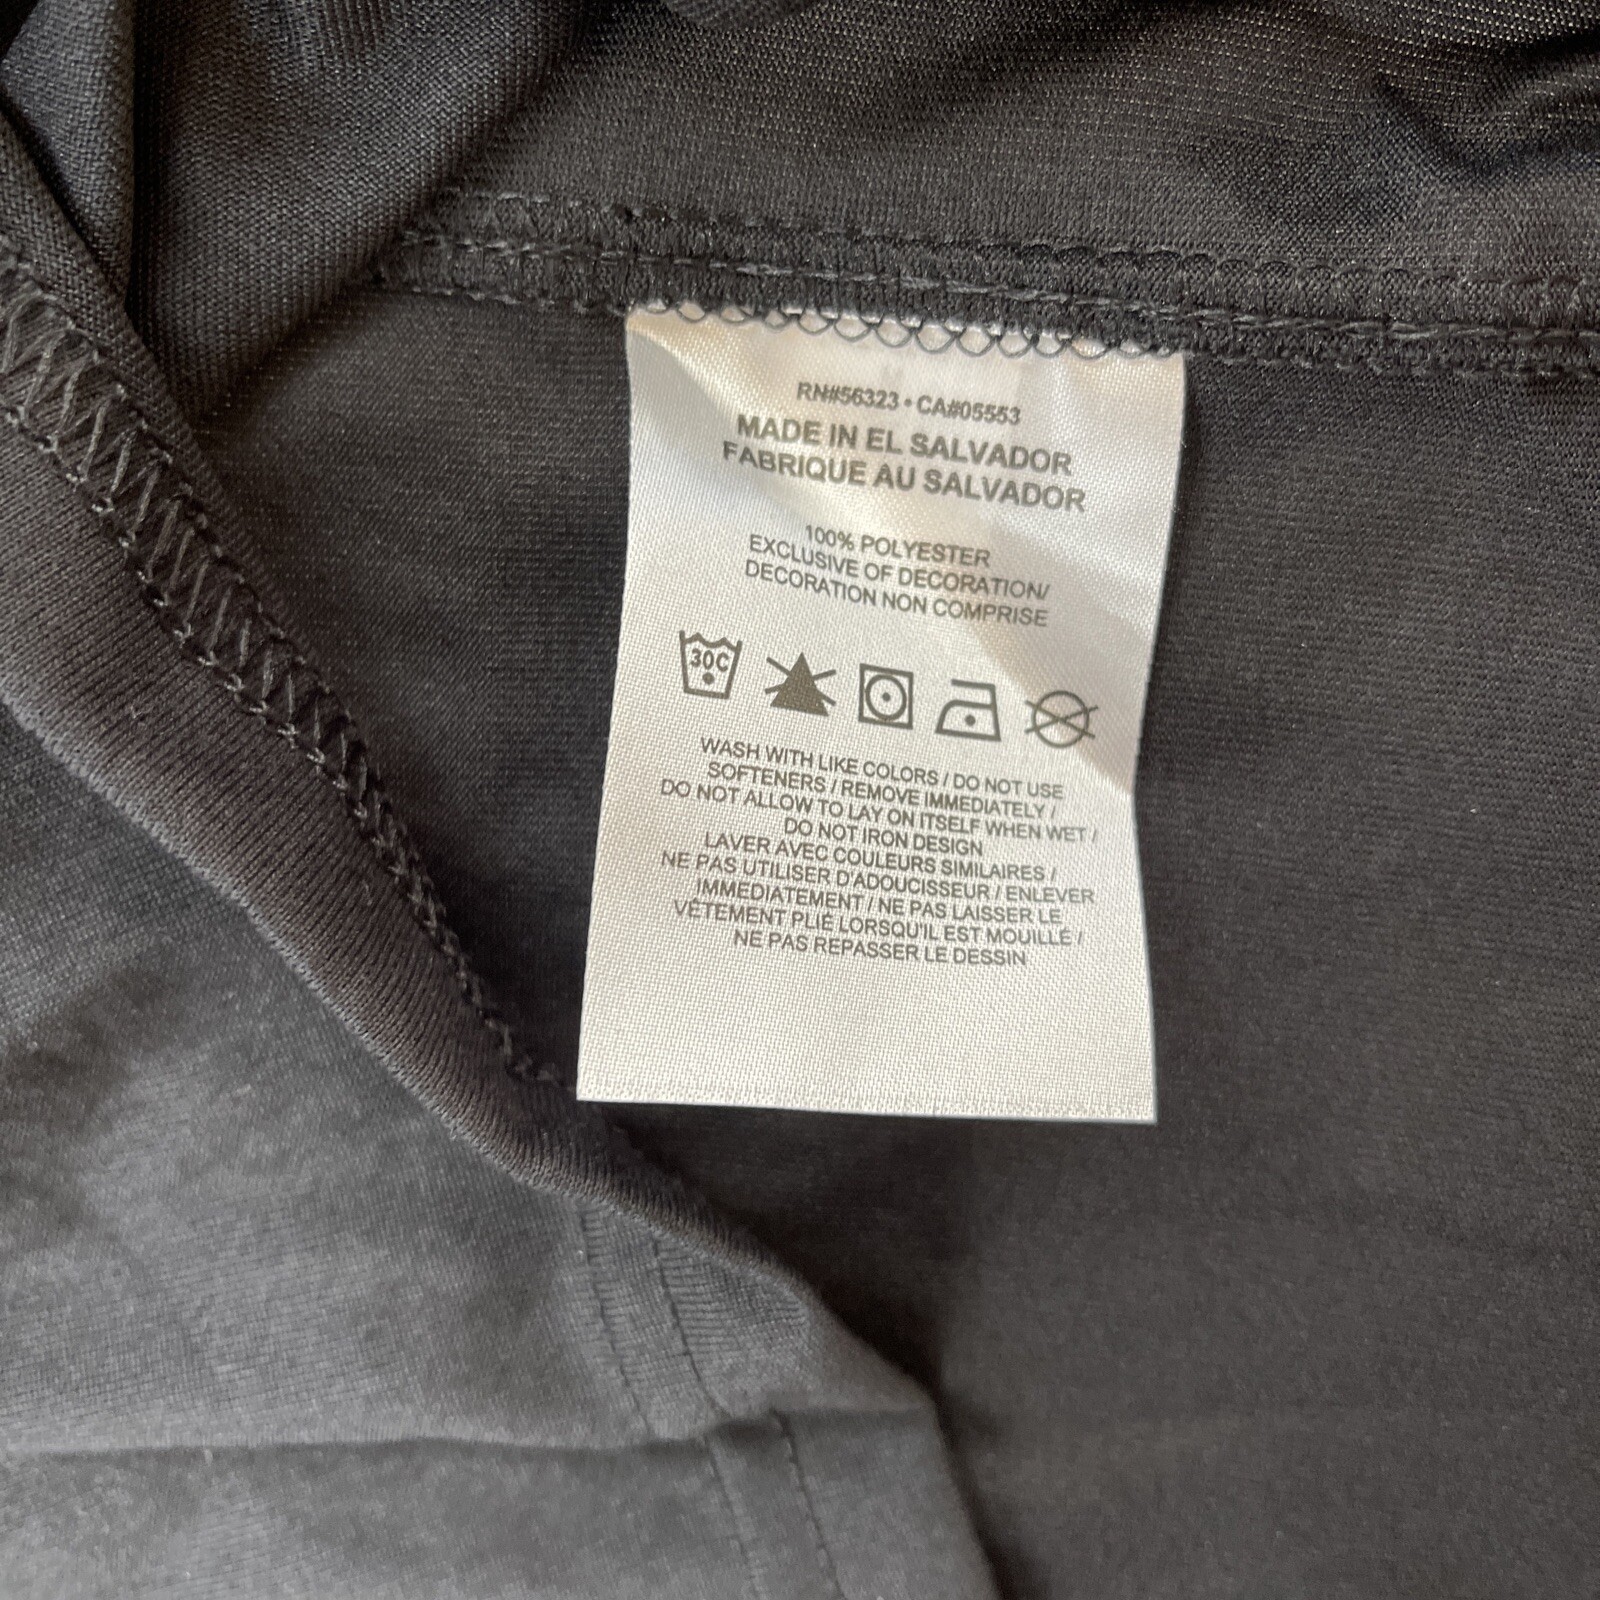 RN#56323 • CA#05553
MADE IN EL SALVADOR
FABRIQUE AU SALVADOR
100% POLYESTER
EXCLUSIVE OF DECORATION/
DECORATION NON COMPRISE
30C
WASH WITH LIKE COLORS / DO NOT USE
SOFTENERS / REMOVE IMMEDIATELY /
DO NOT ALLOW TO LAY ON ITSELF WHEN WET /
DO NOT IRON DESIGN
LAVER AVEC COULEURS SIMILAIRES /
NE PAS UTILISER D'ADOUCISSEUR / ENLEVER
IMMEDIATEMENT / NE PAS LAISSER LE
VÊTEMENT PLIÉ LORSQU'IL EST MOUILLÉ /
NE PAS REPASSER LE DESSIN